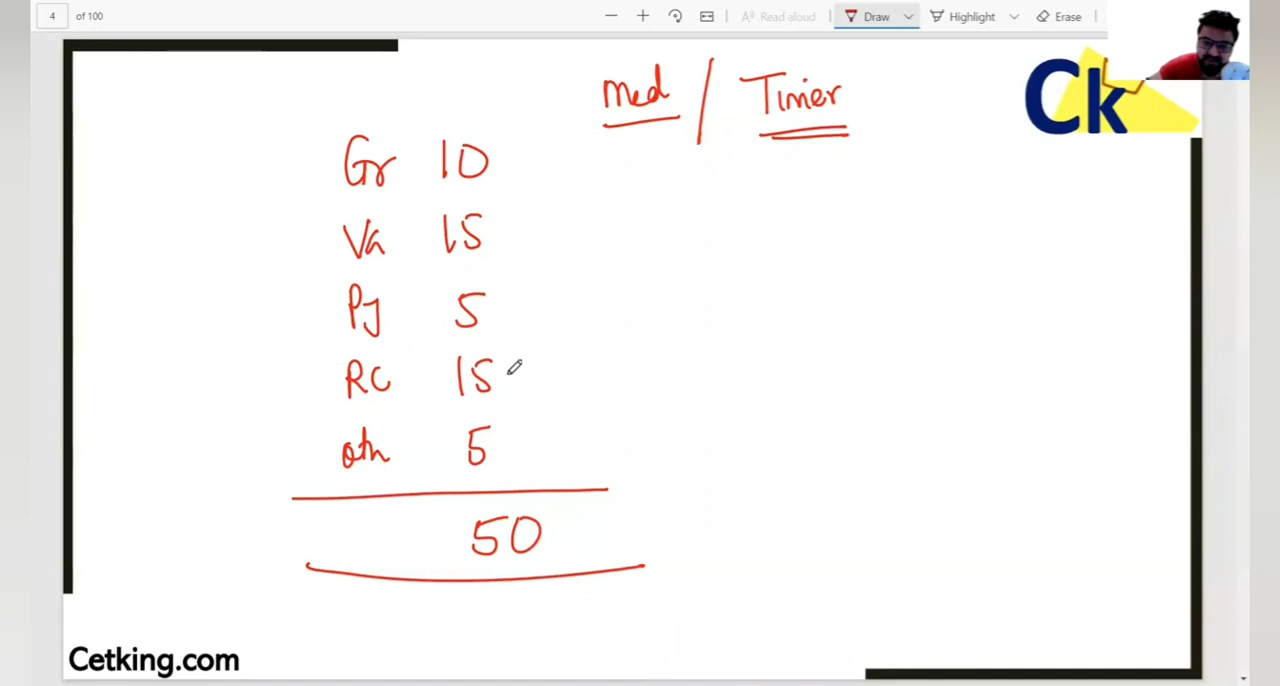 4 of 100
Read aloud
Draw
Highlight
Erase
Ck
Med / Timer
Gr 10
Va 15
PJ 5
RC 15
oth 5
50
Cetking.com